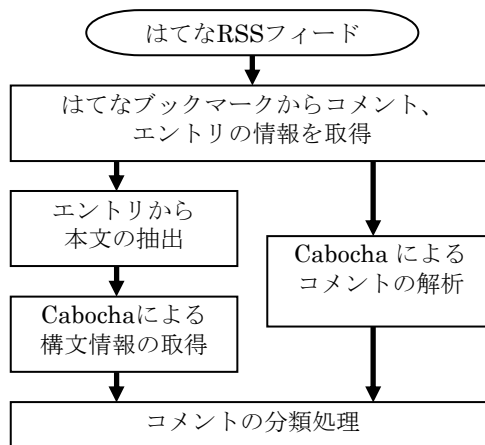 はてなRSSフィード
はてなブックマークからコメント、
エントリの情報を取得
エントリから
本文の抽出
Cabochaによる
構文情報の取得
Cabocha による
コメントの解析
コメントの分類処理